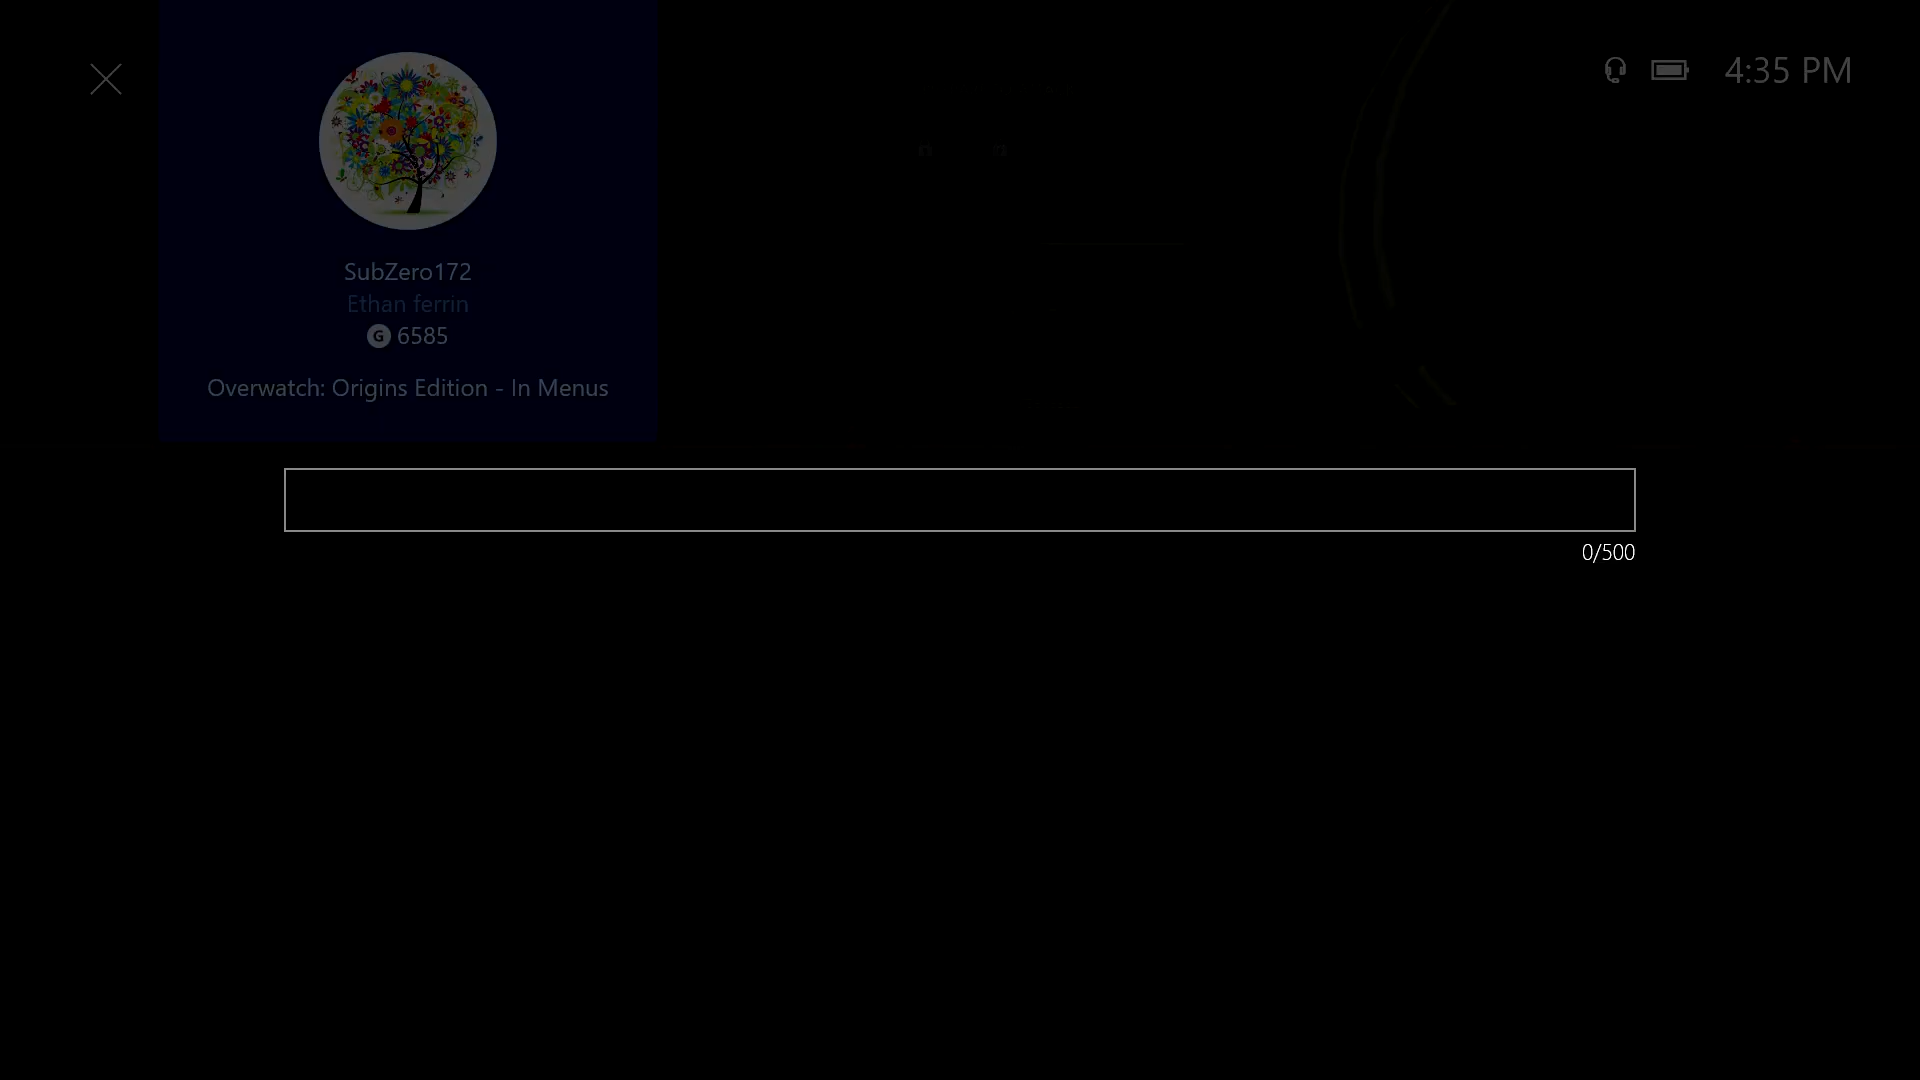 4:35 PM
SubZero172
Ethan ferrin
G 6585
Overwatch: Origins Edition - In Menus
0/500